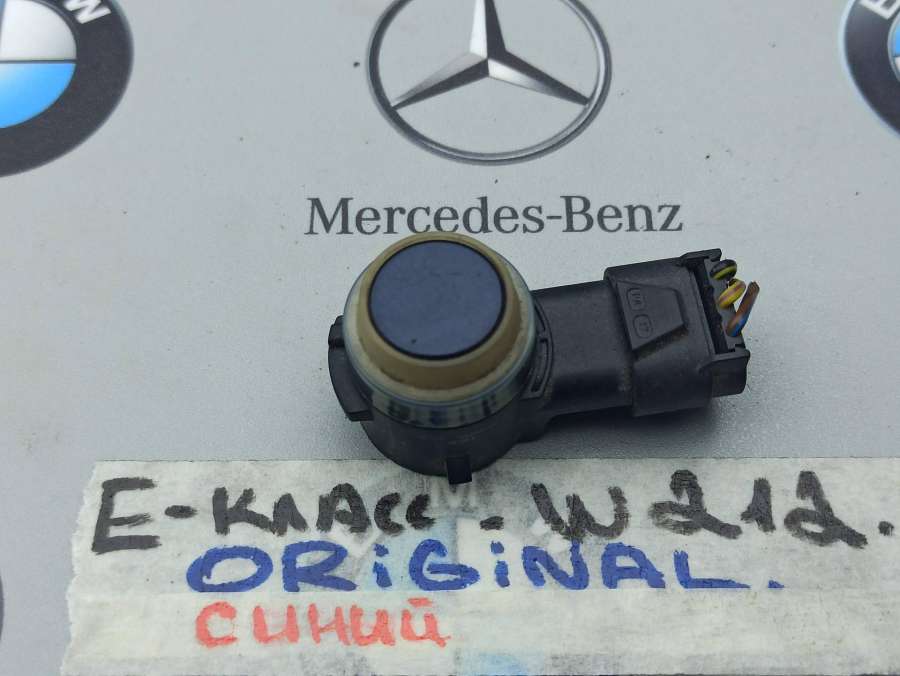 W
E
Mercedes-Benz
Е-класс-W212.
ORiGiNAL.
синий